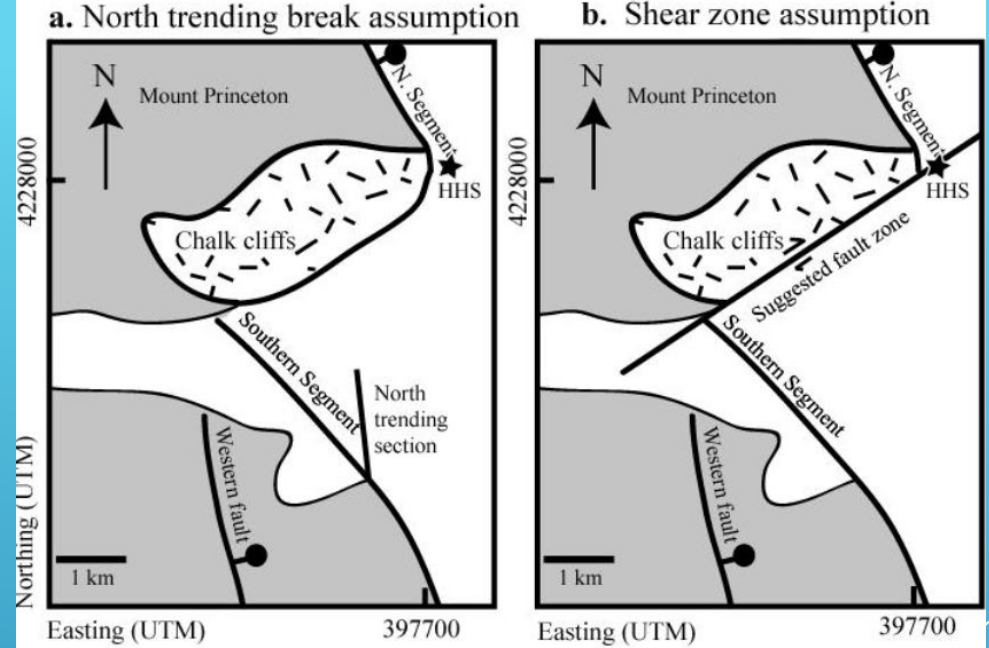 a. North trending break assumption
b. Shear zone assumption
N
Mount Princeton
N. Segment
HHS
4228000
Chalk cliffs
Southern Segment
North
trending
section
Western fault
Northing (UTM)
1 km
Easting (UTM)
397700
N
Mount Princeton
N. Segment
HHS
4228000
Chalk cliffs
Suggested fault zone
Southern Segment
Western fault
1 km
Easting (UTM)
397700